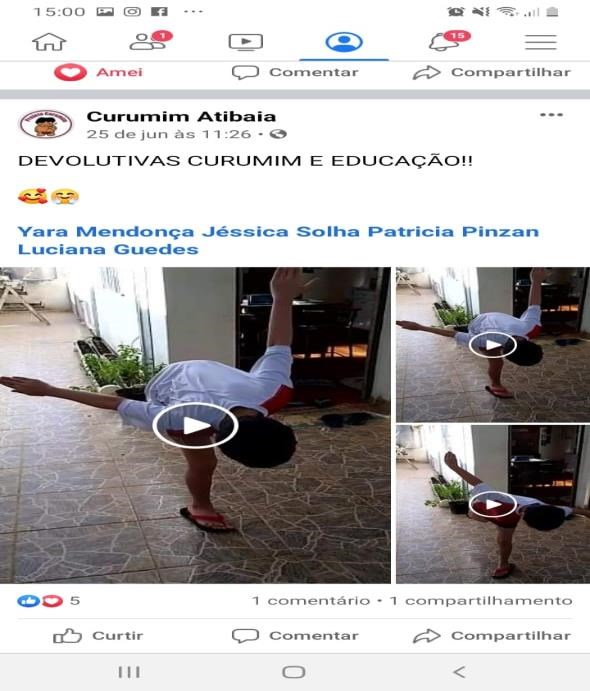 15:00
1
15
Amei
Comentar
Compartilhar
Curumim Atibaia
25 de jun às 11:26
DEVOLUTIVAS CURUMIM E EDUCAÇÃO!!
Yara Mendonça Jéssica Solha Patricia Pinzan
Luciana Guedes
5
1 comentário • 1 compartilhamento
Curtir
Comentar
Compartilhar